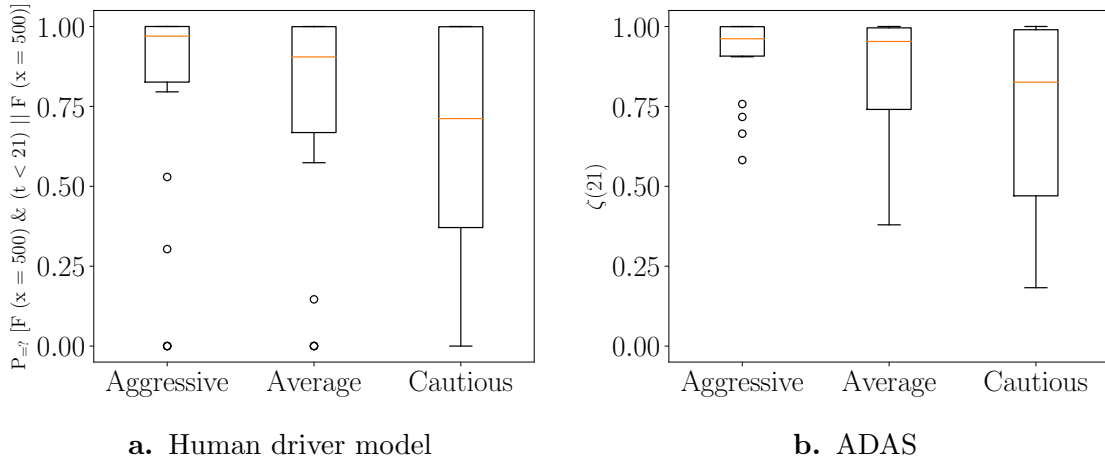 P=? [F (x = 500) & (t < 21) || F (x = 500)]
1.00
0.75
0.50
0.25
0.00
Aggressive Average Cautious
a. Human driver model
ζ(21)
1.00
0.75
0.50
0.25
0.00
Aggressive Average Cautious
b. ADAS